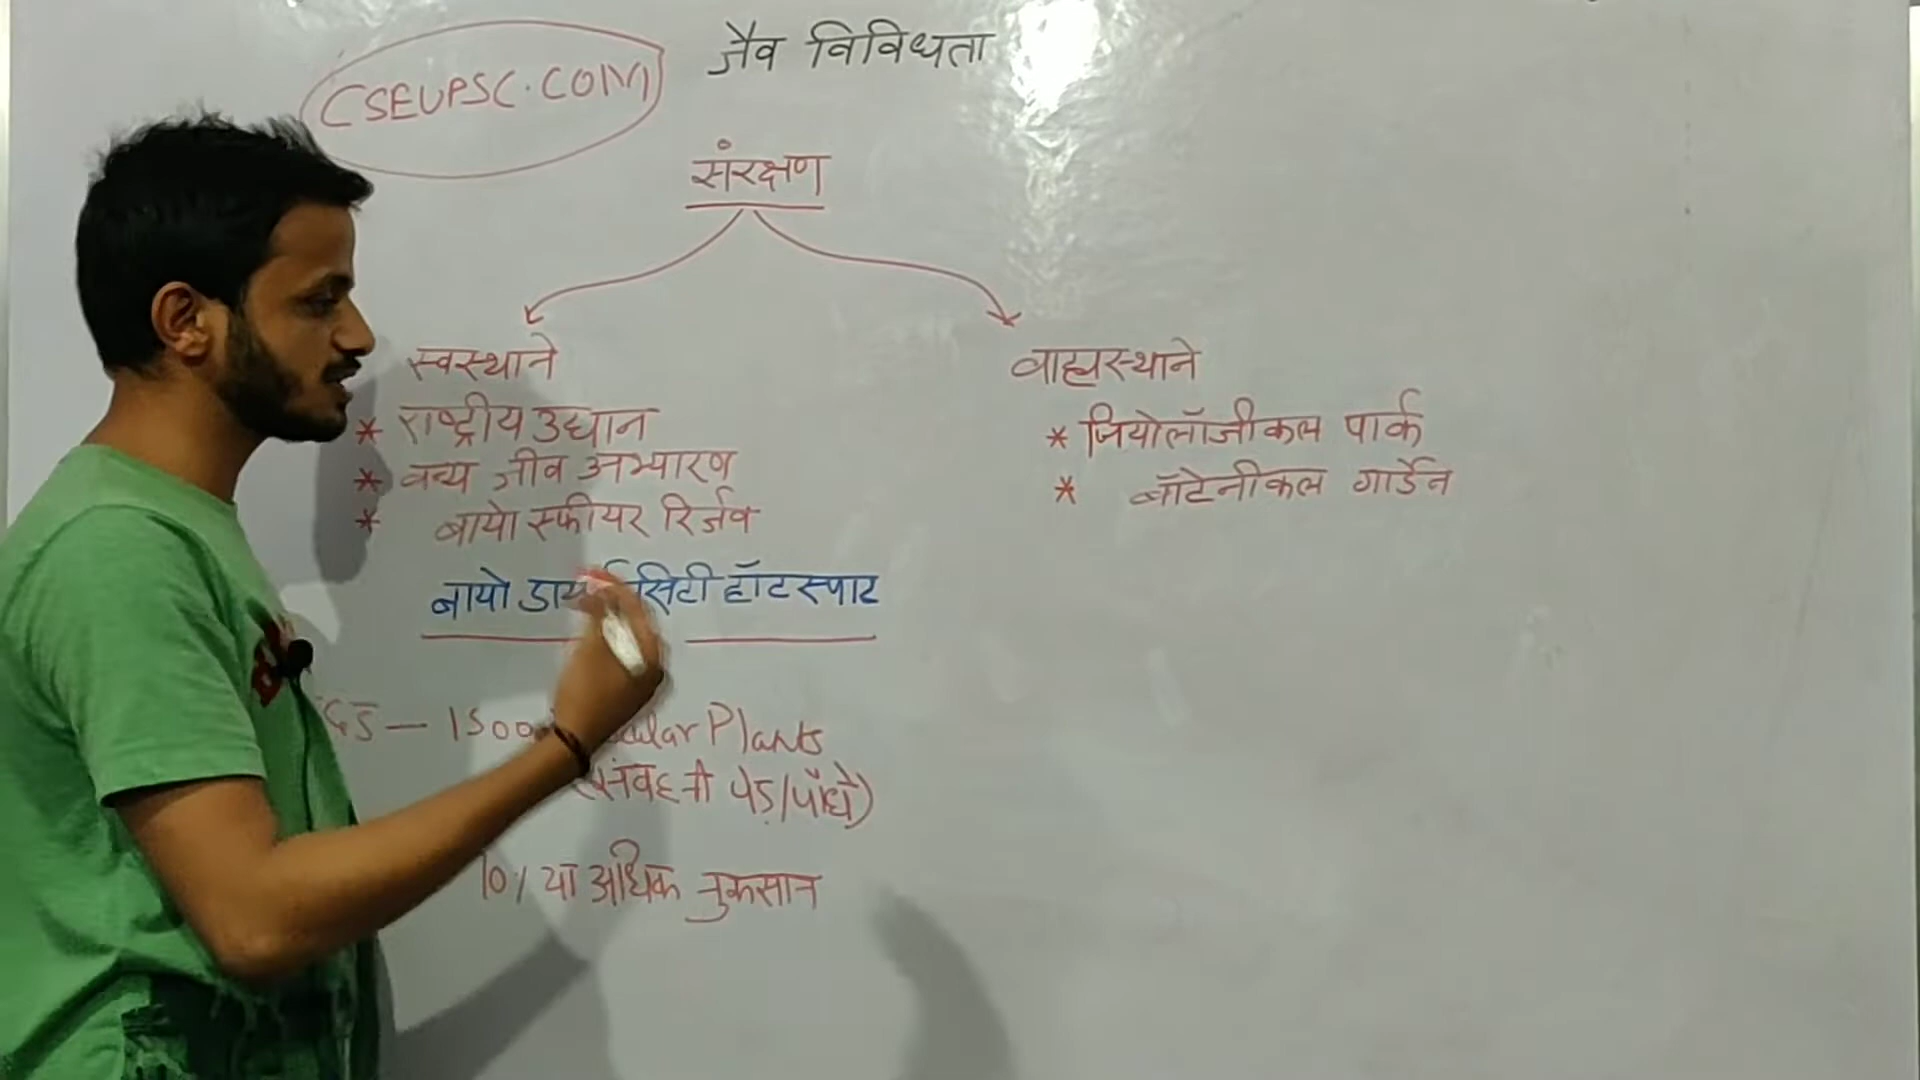 CSEUPSC.COM
जैव विविधता
संरक्षण
स्वस्थाने
* राष्ट्रीय उद्यान
* वन्य जीव अभ्यारण
* बायो स्फीयर रिर्जव
वाह्यस्थाने
* जियोलॉजीकल पार्क
* बॉटेनीकल गार्डेन
बायो हॉटस्पाट
— 1500 Plants
पेड़/पौधे)
या अधिक नुकसान